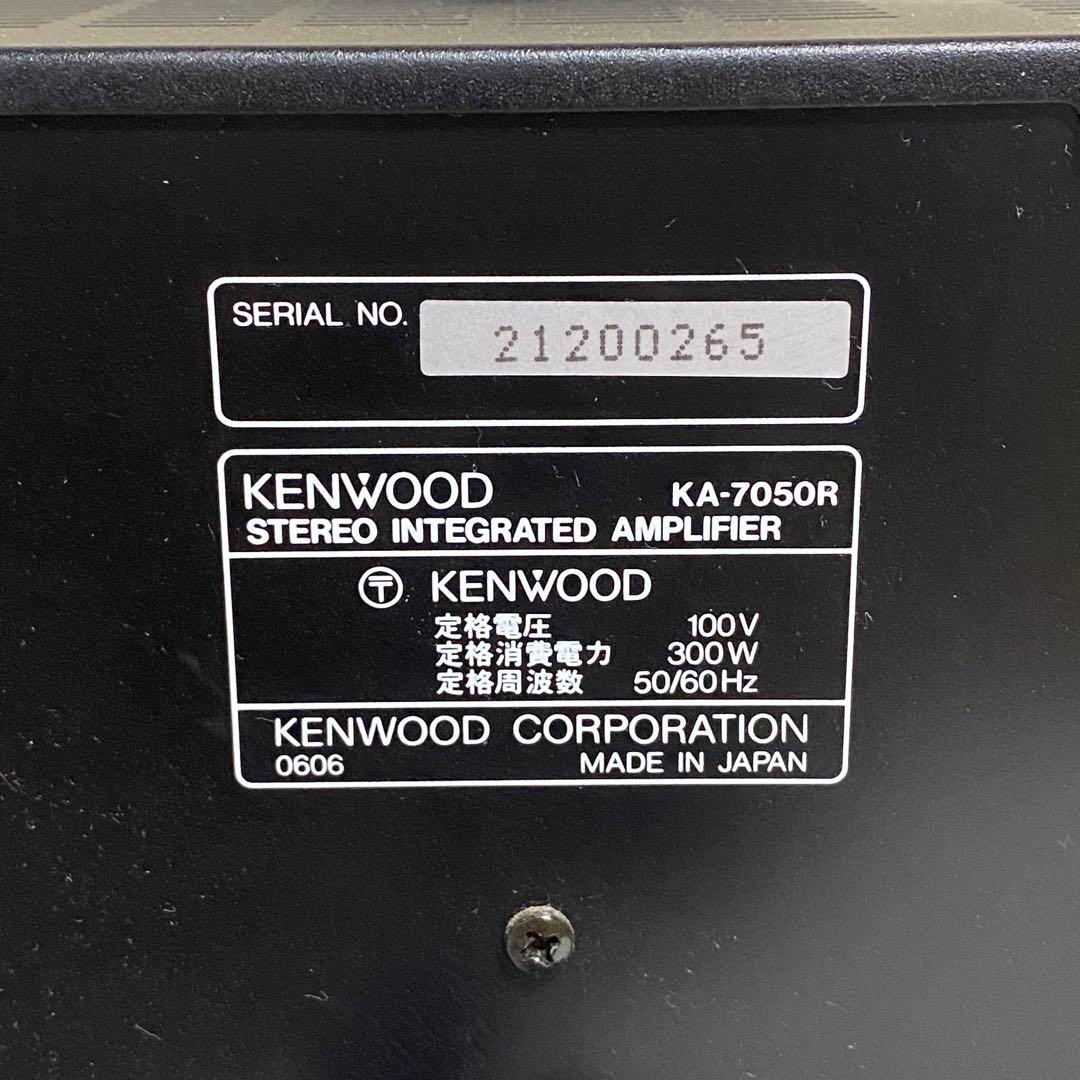 SERIAL NO. 21200265
KENWOOD KA-7050R
STEREO INTEGRATED AMPLIFIER
〒 KENWOOD
定格電圧 100V
定格消費電力 300W
定格周波数 50/60Hz
KENWOOD CORPORATION
0606 MADE IN JAPAN